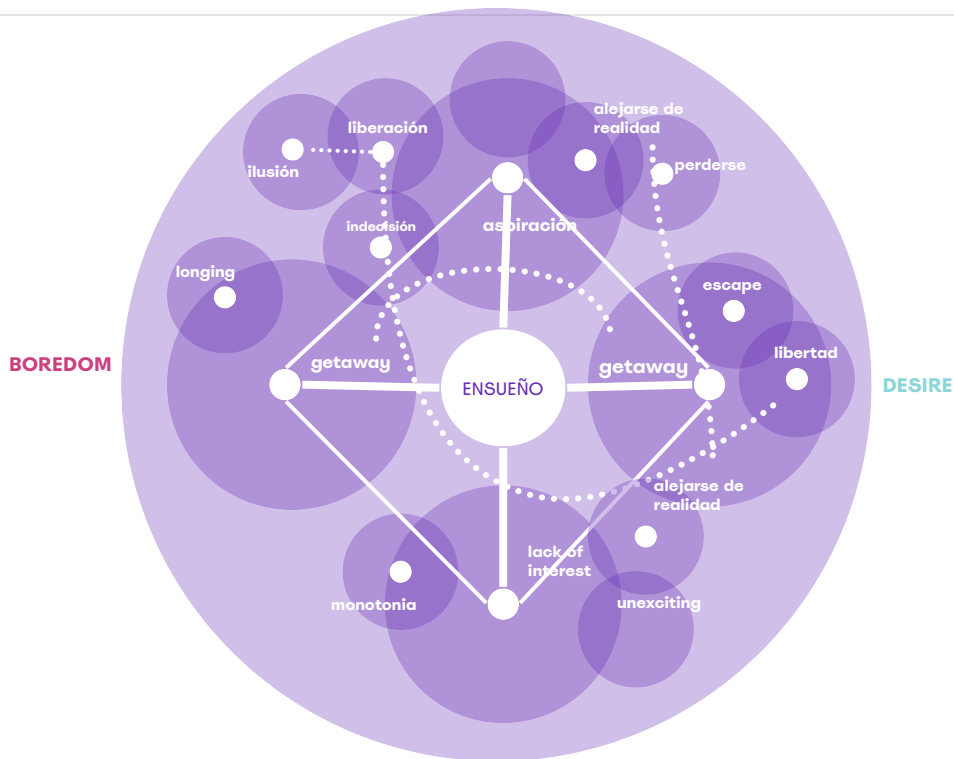 alejarse de
realidad
liberación
perderse
ilusión
indecisión
aspiración
longing
escape
libertad
getaway
getaway
BOREDOM
ENSUEÑO
DESIRE
alejarse de
realidad
lack of
interest
monotonia
unexciting